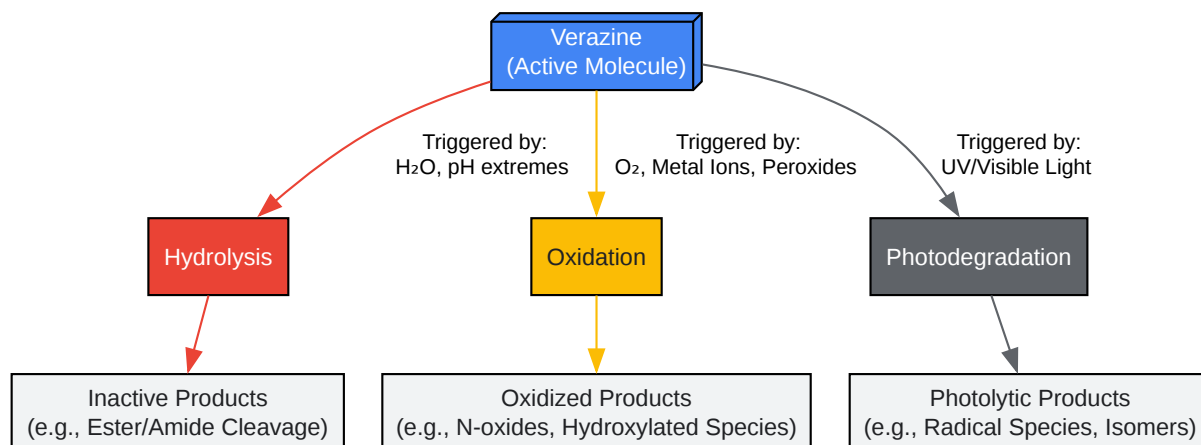 Verazine
(Active Molecule)
Triggered by:
H₂O, pH extremes
Triggered by:
O₂, Metal Ions, Peroxides
Triggered by:
UV/Visible Light
Hydrolysis
Oxidation
Photodegradation
Inactive Products
(e.g., Ester/Amide Cleavage)
Oxidized Products
(e.g., N-oxides, Hydroxylated Species)
Photolytic Products
(e.g., Radical Species, Isomers)